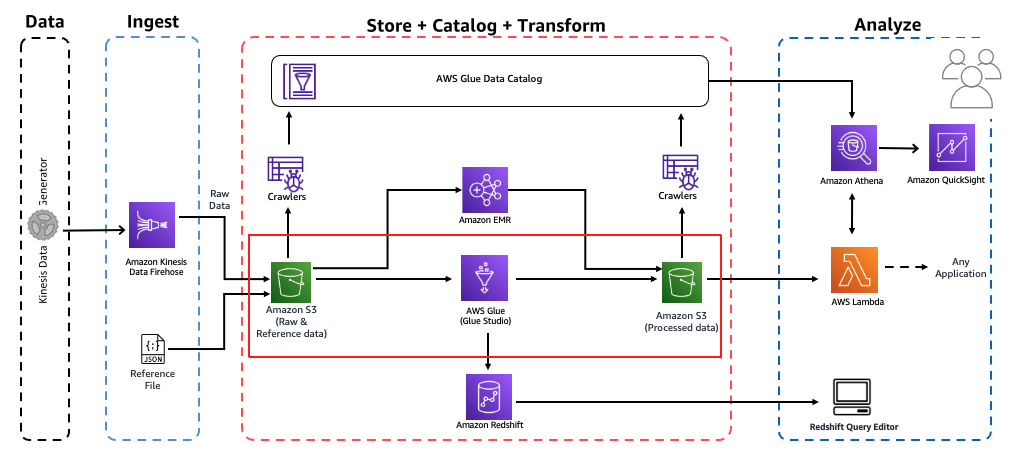 Data
Ingest
Store + Catalog + Transform
Analyze
AWS Glue Data Catalog
Kinesis Data Generator
Raw
Data
Crawlers
Crawlers
Amazon EMR
Amazon Athena
Amazon QuickSight
Amazon Kinesis
Data Firehose
Amazon S3
(Raw &
Reference data)
AWS Glue
(Glue Studio)
Amazon S3
(Processed data)
AWS Lambda
Any
Application
{;}
JSON
Reference
File
Amazon Redshift
Redshift Query Editor